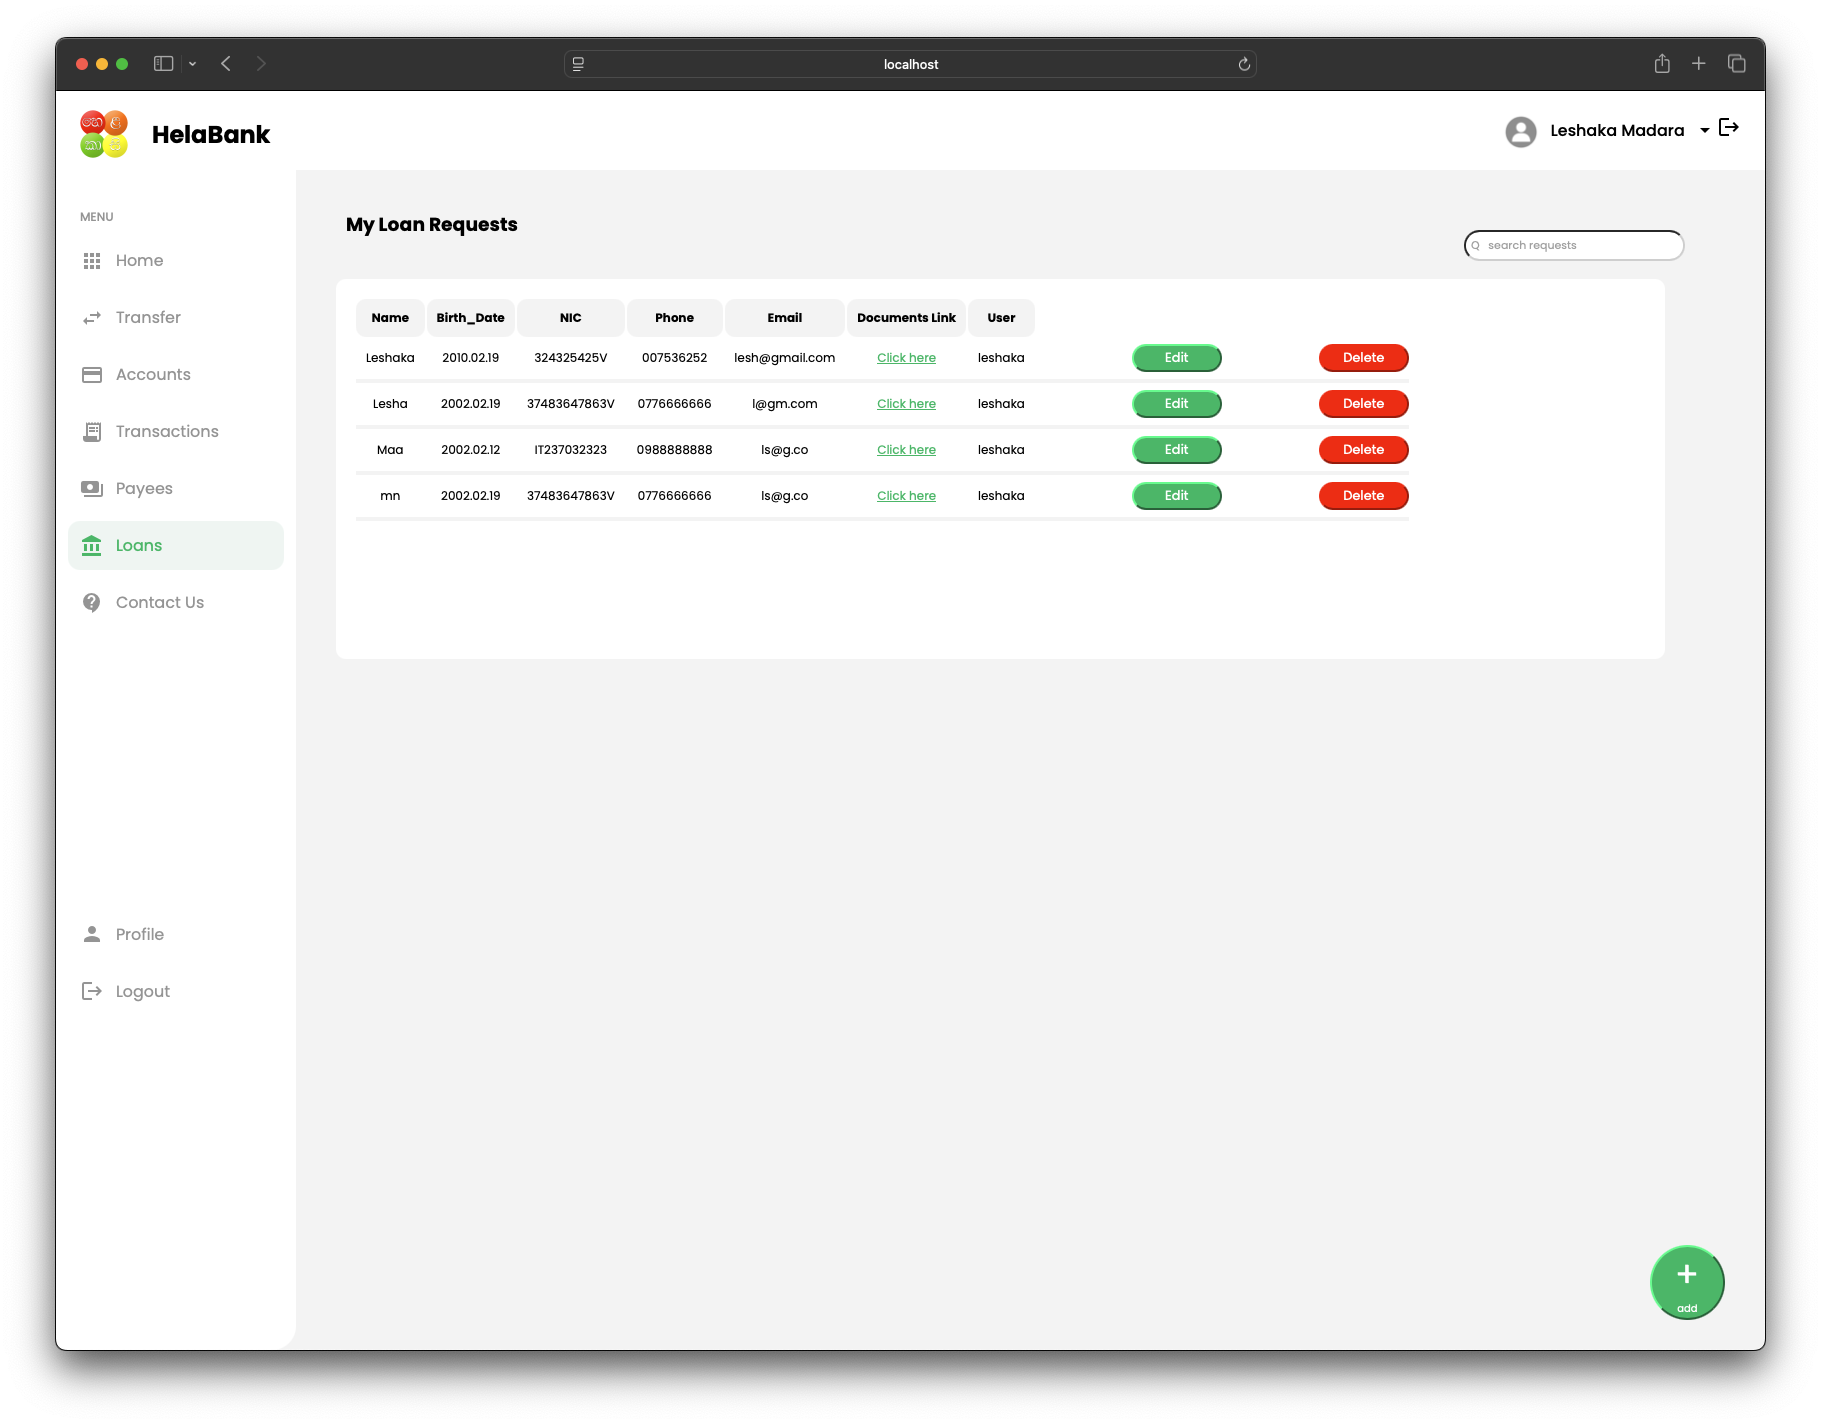 localhost
HelaBank
Leshaka Madara
MENU
Home
Transfer
Accounts
Transactions
Payees
Loans
Contact Us
Profile
Logout
My Loan Requests
search requests
Name Birth_Date NIC Phone Email Documents Link User
Leshaka 2010.02.19 324325425V 007536252 lesh@gmail.com Click here leshaka Edit Delete
Lesha 2002.02.19 37483647863V 0776666666 l@gm.com Click here leshaka Edit Delete
Maa 2002.02.12 IT237032323 0988888888 ls@g.co Click here leshaka Edit Delete
mn 2002.02.19 37483647863V 0776666666 ls@g.co Click here leshaka Edit Delete
add